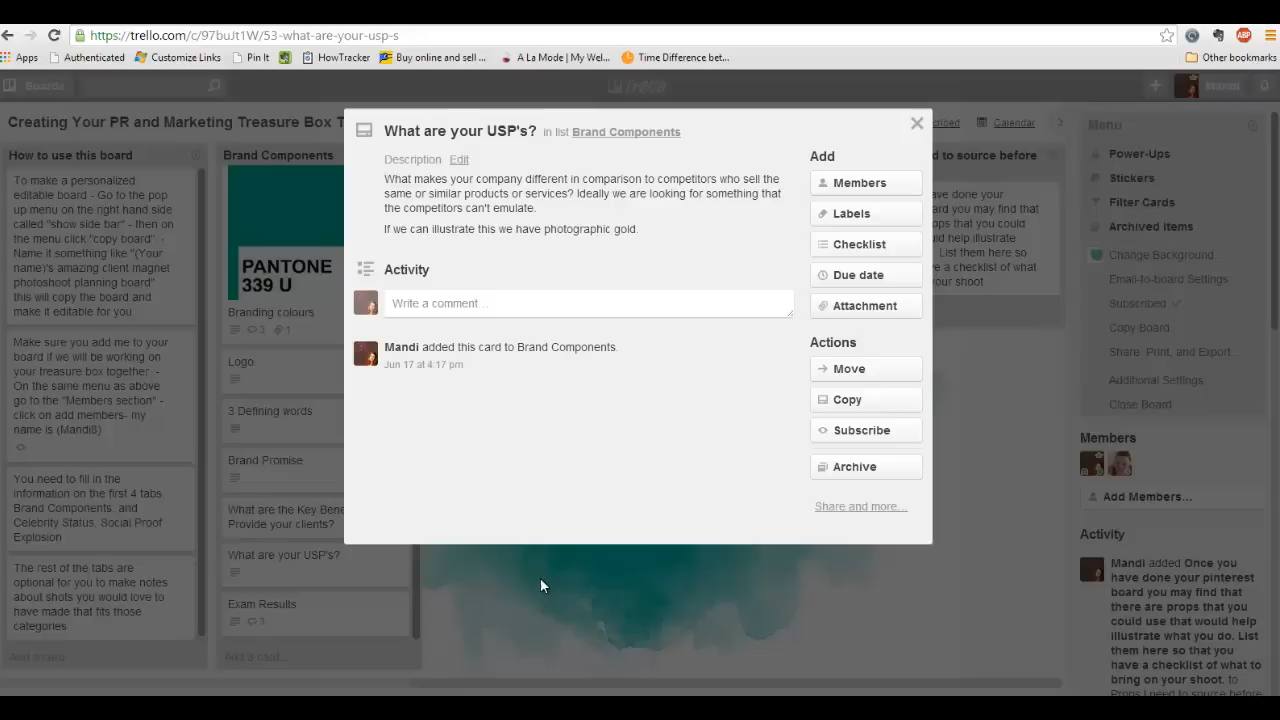 https://trello.com/c/97buJt1W/53-what-are-your-usp-s
Apps
Authenticated
Customize Links
Pin It
HowTracker
Buy online and sell ...
A La Mode | My Wel...
Time Difference bet...
Other bookmarks
Boards
Trello
Mandi
Creating Your PR and Marketing Treasure Box T
Calendar
How to use this board
To make a personalized
editable board - Go to the pop
up menu on the right hand side
called "show side bar" - then on
the menu click "copy board" -
Name it something like "(Your
name)'s amazing client magnet
photoshoot planning board"
this will copy the board and
make it editable for you
Make sure you add me to your
board if we will be working on
your treasure box together -
On the same menu as above
go to the "Members section" -
click on add members- my
name is (Mandi8)
You need to fill in the
information on the first 4 tabs.
Brand Components, and
Celebrity Status, Social Proof
Explosion
The rest of the tabs are
optional for you to make notes
about shots you would love to
have made that fits those
categories
Brand Components
PANTONE
339 U
Branding colours
3
1
Logo
3 Defining words
Brand Promise
What are the Key Bene
Provide your clients?
What are your USP's?
Exam Results
3
Add a card...
What are your USP's? in list Brand Components
Description Edit
What makes your company different in comparison to competitors who sell the
same or similar products or services? Ideally we are looking for something that
the competitors can't emulate.
If we can illustrate this we have photographic gold.
Activity
Write a comment...
Mandi added this card to Brand Components.
Jun 17 at 4:17 pm
Add
Members
Labels
Checklist
Due date
Attachment
Actions
Move
Copy
Subscribe
Archive
Share and more...
d to source before
ave done your
ard you may find that
ops that you could
ld help illustrate
List them here so
e a checklist of what
your shoot
Menu
Power-Ups
Stickers
Filter Cards
Archived Items
Change Background...
Email-to-board Settings
Subscribed
Copy Board...
Share, Print, and Export...
Additional Settings
Close Board...
Members
Add Members...
Activity
Mandi added Once you
have done your pinterest
board you may find that
there are props that you
could use that would help
illustrate what you do. List
them here so that you
have a checklist of what to
bring on your shoot. to
Props I need to source before